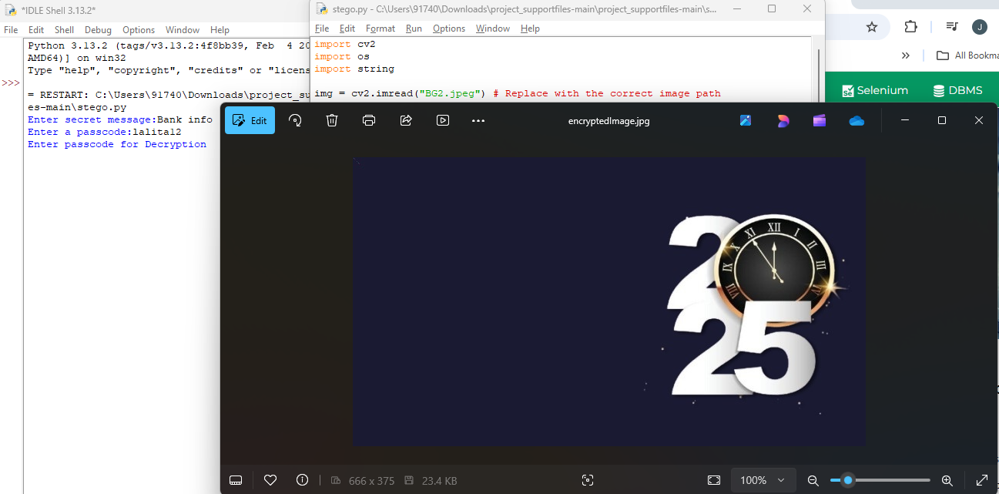 *IDLE Shell 3.13.2*
File Edit Shell Debug Options Window Help
Python 3.13.2 (tags/v3.13.2:4f8bb39, Feb 4 20
AMD64)] on win32
Type "help", "copyright", "credits" or "licens
>>>
= RESTART: C:\Users\91740\Downloads\project_su
es-main\stego.py
Enter secret message:Bank info
Enter a passcode:lalita12
Enter passcode for Decryption
stego.py - C:\Users\91740\Downloads\project_supportfiles-main\project_supportfiles-main\s...
File Edit Format Run Options Window Help
import cv2
import os
import string
img = cv2.imread("BG2.jpeg") # Replace with the correct image path
J
» All Bookma
Selenium DBMS
Edit encryptedImage.jpg
XII I II III IV VIII IX X XI
2
25
666 x 375 23.4 KB 100%